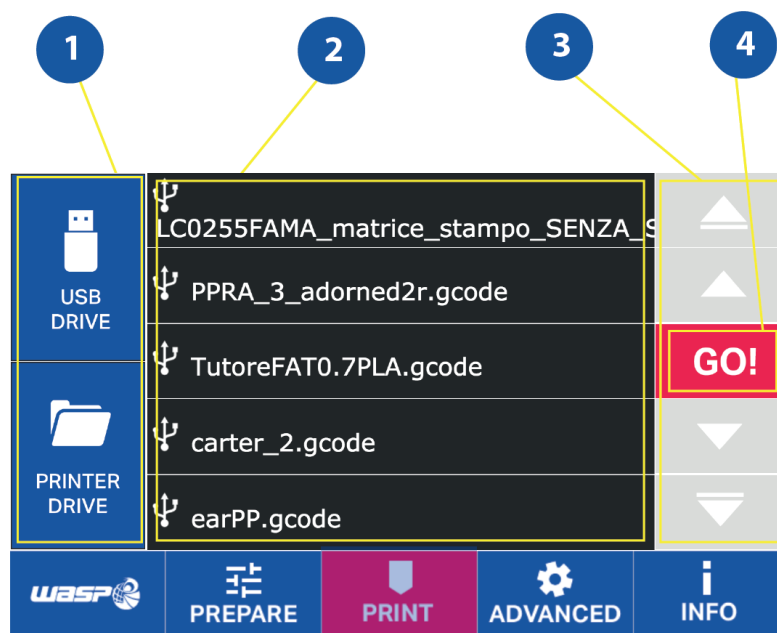 1
2
3
4
USB
DRIVE
PRINTER
DRIVE
LC0255FAMA_matrice_stampo_SENZA_S
PPRA_3_adorned2r.gcode
TutoreFAT0.7PLA.gcode
carter_2.gcode
earPP.gcode
GO!
wasp
PREPARE
PRINT
ADVANCED
INFO